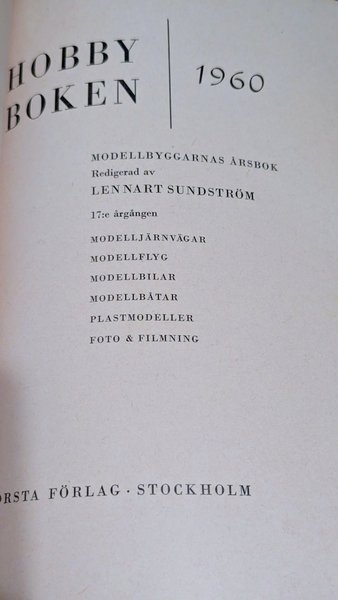 HOBBY
BOKEN
1960
MODELLBYGGARNAS ÅRSBOK
Redigerad av
LENNART SUNDSTRÖM
17:e årgången
MODELLJÄRNVÄGAR
MODELLFLYG
MODELLBILAR
MODELLBÅTAR
PLASTMODELLER
FOTO & FILMNING
FÖRLAG · STOCKHOLM